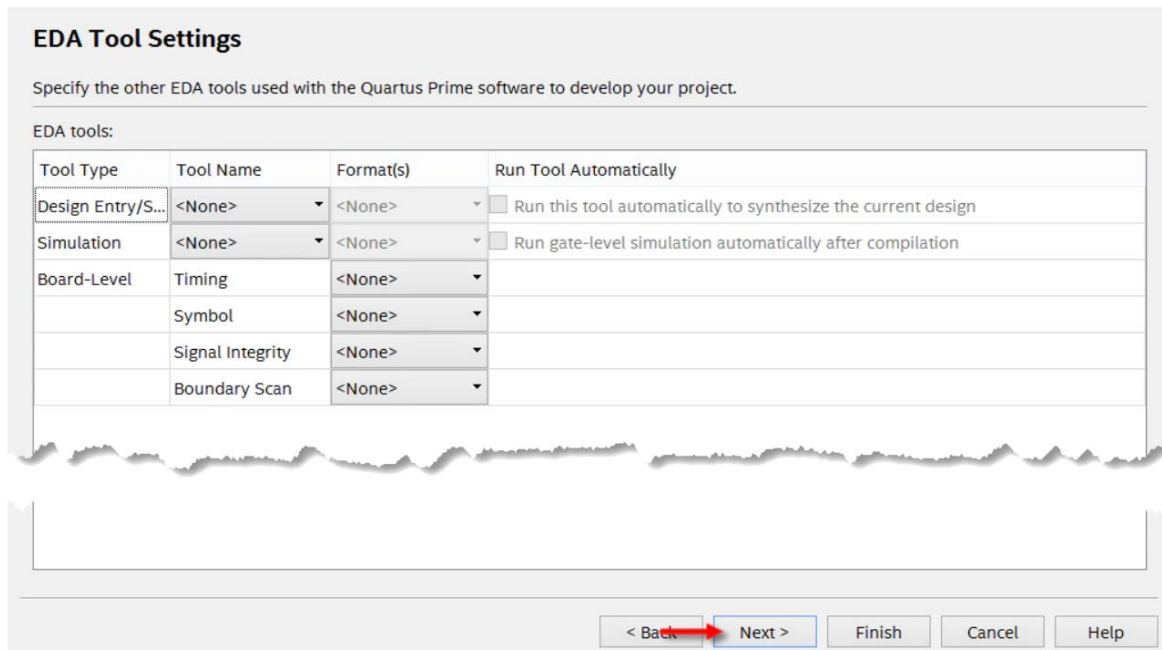 EDA Tool Settings
Specify the other EDA tools used with the Quartus Prime software to develop your project.
EDA tools:
Tool Type Tool Name Format(s) Run Tool Automatically
Design Entry/S... <None> <None> Run this tool automatically to synthesize the current design
Simulation <None> <None> Run gate-level simulation automatically after compilation
Board-Level Timing <None>
Symbol <None>
Signal Integrity <None>
Boundary Scan <None>
< Back Next > Finish Cancel Help